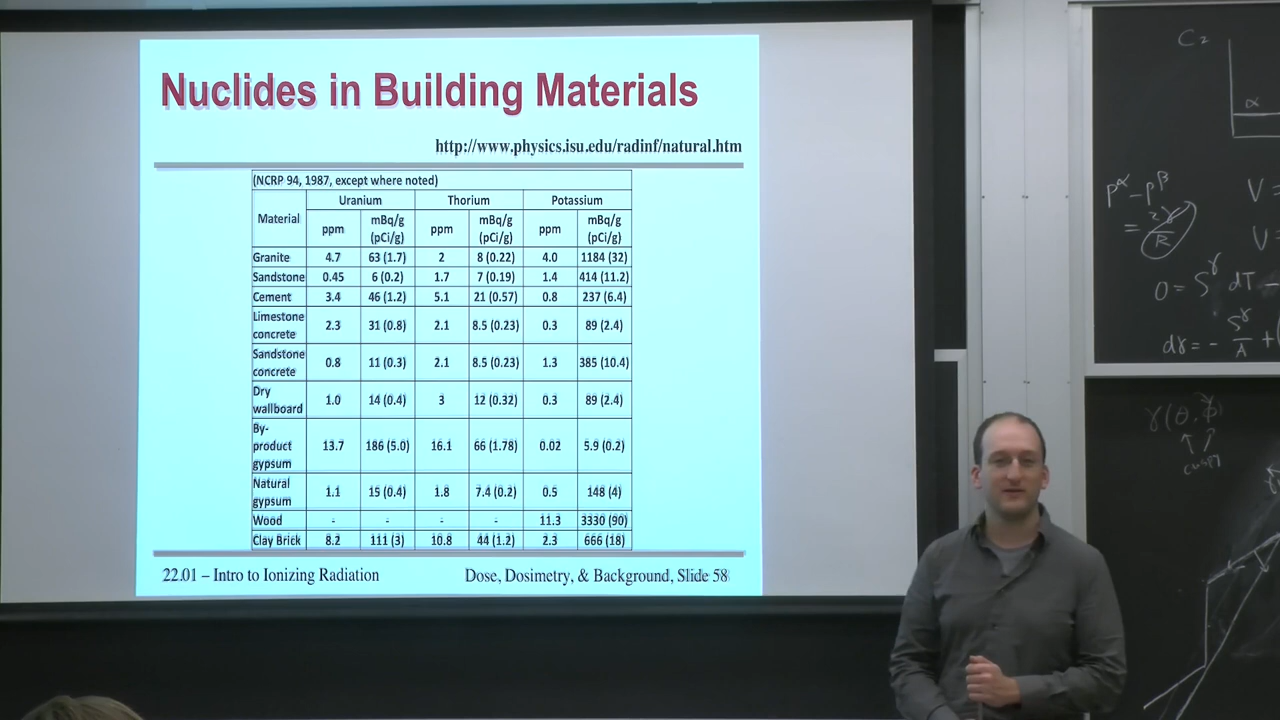 Nuclides in Building Materials
http://www.physics.isu.edu/radinf/natural.htm
(NCRP 94, 1987, except where noted)
Material Uranium Thorium Potassium
ppm mBq/g (pCi/g) ppm mBq/g (pCi/g) ppm mBq/g (pCi/g)
Granite 4.7 63 (1.7) 2 8 (0.22) 4.0 1184 (32)
Sandstone 0.45 6 (0.2) 1.7 7 (0.19) 1.4 414 (11.2)
Cement 3.4 46 (1.2) 5.1 21 (0.57) 0.8 237 (6.4)
Limestone concrete 2.3 31 (0.8) 2.1 8.5 (0.23) 0.3 89 (2.4)
Sandstone concrete 0.8 11 (0.3) 2.1 8.5 (0.23) 1.3 385 (10.4)
Dry wallboard 1.0 14 (0.4) 3 12 (0.32) 0.3 89 (2.4)
By-product gypsum 13.7 186 (5.0) 16.1 66 (1.78) 0.02 5.9 (0.2)
Natural gypsum 1.1 15 (0.4) 1.8 7.4 (0.2) 0.5 148 (4)
Wood - - - - 11.3 3330 (90)
Clay Brick 8.2 111 (3) 10.8 44 (1.2) 2.3 666 (18)
22.01 – Intro to Ionizing Radiation
Dose, Dosimetry, & Background, Slide 58
C₂
α
P^α - P^β
= 2γ/R
V =
V =
0 = S^γ dT -
dγ = - S^γ/A +
γ(θ, φ)